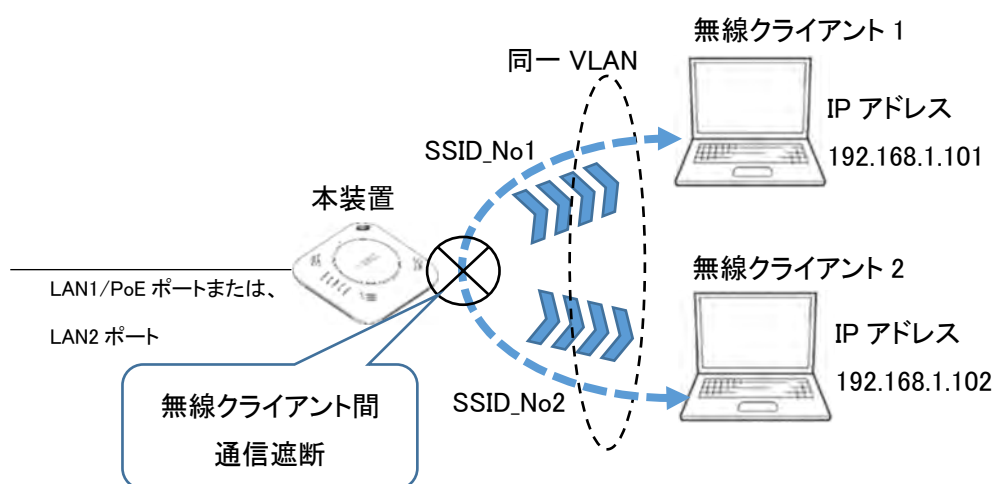 無線クライアント 1
同一 VLAN
IP アドレス
192.168.1.101
SSID_No1
本装置
LAN1/PoE ポートまたは、
LAN2 ポート
無線クライアント 2
IP アドレス
192.168.1.102
SSID_No2
無線クライアント間
通信遮断